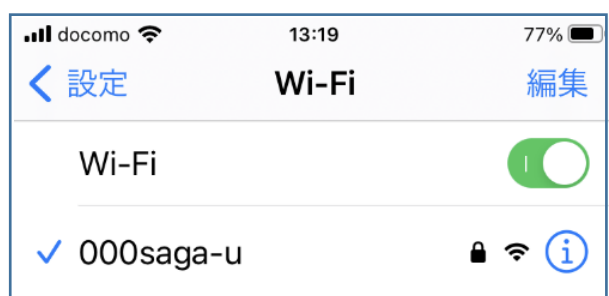 docomo 13:19 77%
設定 Wi-Fi 編集
Wi-Fi
000saga-u